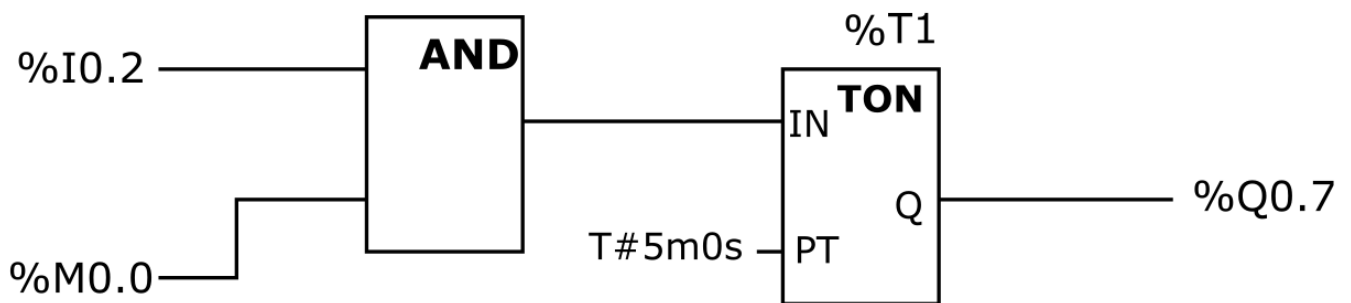 %I0.2
AND
%M0.0
%T1
TON
IN
Q
T#5m0s
PT
%Q0.7